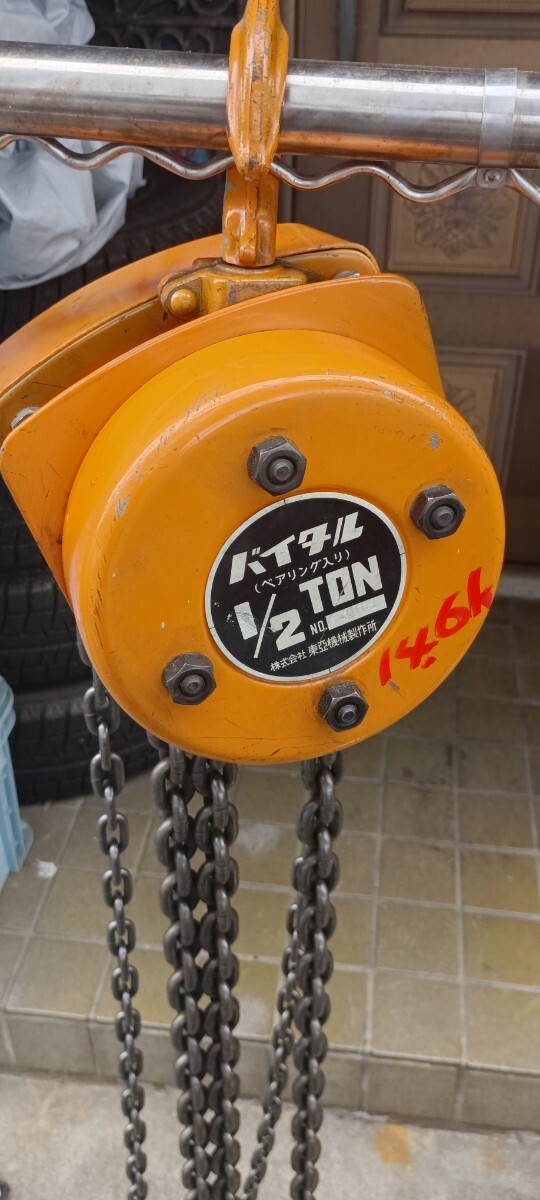 バイタル
(ベアリング入り)
1/2 TON
NO.
株式会社 東亞機械製作所
14.6k